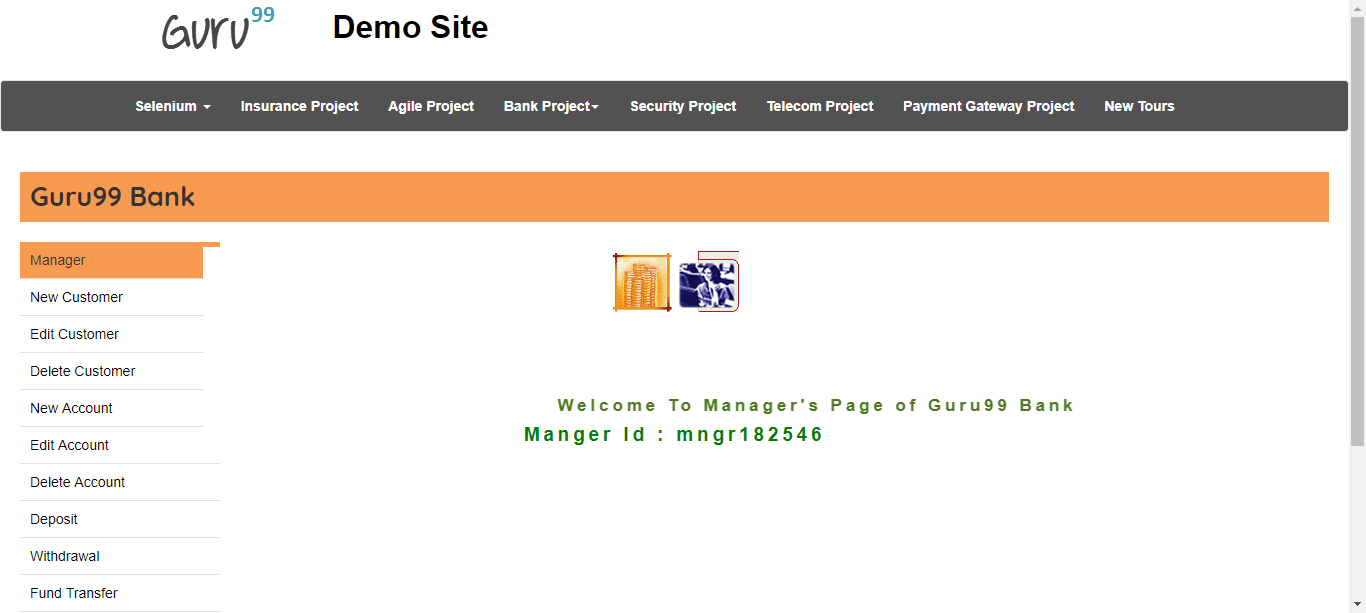 Guru99 Demo Site
Selenium Insurance Project Agile Project Bank Project Security Project Telecom Project Payment Gateway Project New Tours
Guru99 Bank
Manager
New Customer
Edit Customer
Delete Customer
New Account
Edit Account
Delete Account
Deposit
Withdrawal
Fund Transfer
Welcome To Manager's Page of Guru99 Bank
Manger Id : mngr182546